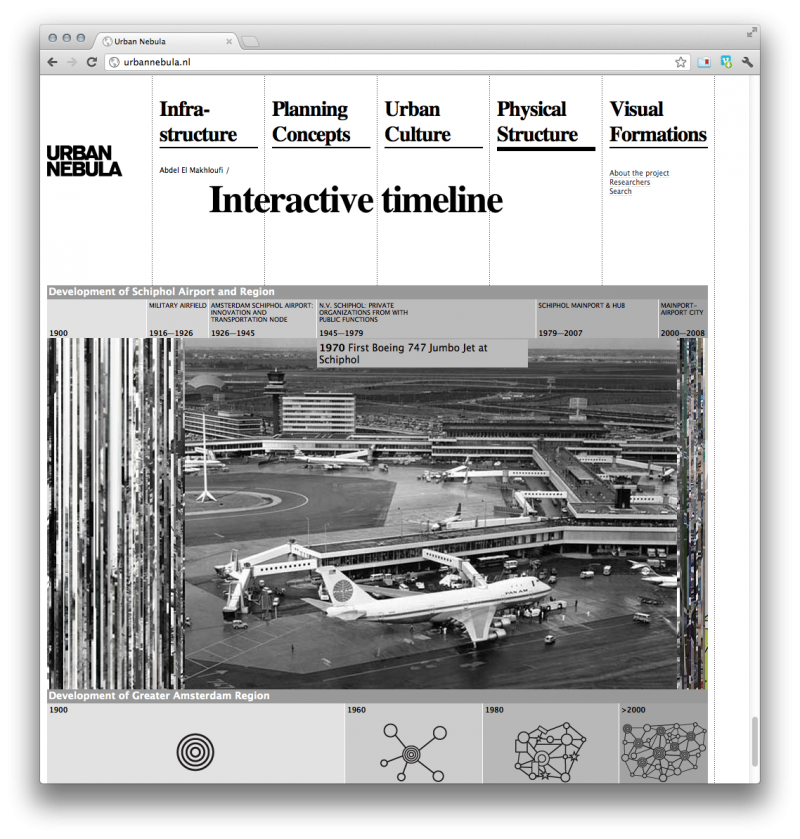 Urban Nebula
urbannebula.nl
Infra-
structure
Planning
Concepts
Urban
Culture
Physical
Structure
Visual
Formations
URBAN
NEBULA
Abdel El Makhloufi /
About the project
Researchers
Search
Interactive timeline
Development of Schiphol Airport and Region
1900
MILITARY AIRFIELD
1916—1926
AMSTERDAM SCHIPHOL AIRPORT:
INNOVATION AND
TRANSPORTATION NODE
1926—1945
N.V. SCHIPHOL: PRIVATE
ORGANIZATIONS FROM WITH
PUBLIC FUNCTIONS
1945—1979
SCHIPHOL MAINPORT & HUB
1979—2007
MAINPORT-
AIRPORT CITY
2000—2008
1970 First Boeing 747 Jumbo Jet at
Schiphol
PAN AM
Development of Greater Amsterdam Region
1900
1960
1980
>2000